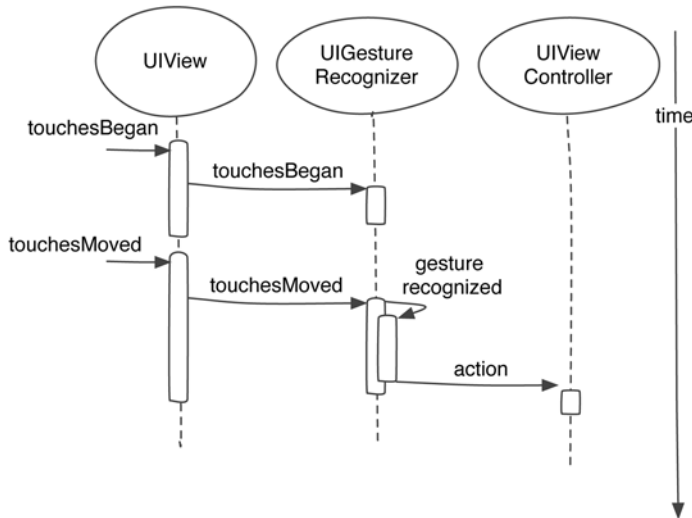 UIView
UIGesture
Recognizer
UIView
Controller
time
touchesBegan
touchesBegan
touchesMoved
touchesMoved
gesture
recognized
action